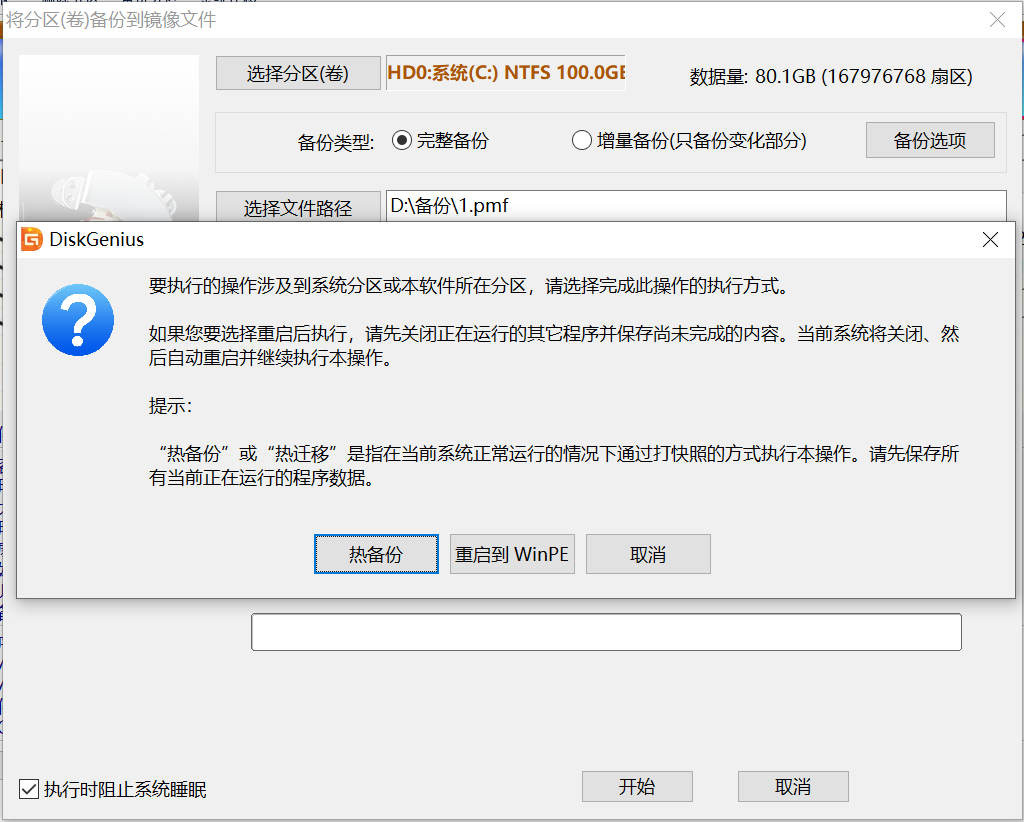 将分区(卷)备份到镜像文件
选择分区(卷)
HD0:系统(C:) NTFS 100.0GB
数据量: 80.1GB (167976768 扇区)
备份类型:
完整备份
增量备份(只备份变化部分)
备份选项
选择文件路径
D:\备份\1.pmf
DiskGenius
要执行的操作涉及到系统分区或本软件所在分区，请选择完成此操作的执行方式。
如果您要选择重启后执行，请先关闭正在运行的其它程序并保存尚未完成的内容。当前系统将关闭、然
后自动重启并继续执行本操作。
提示：
“热备份”或“热迁移”是指在当前系统正常运行的情况下通过打快照的方式执行本操作。请先保存所
有当前正在运行的程序数据。
热备份
重启到 WinPE
取消
执行时阻止系统睡眠
开始
取消